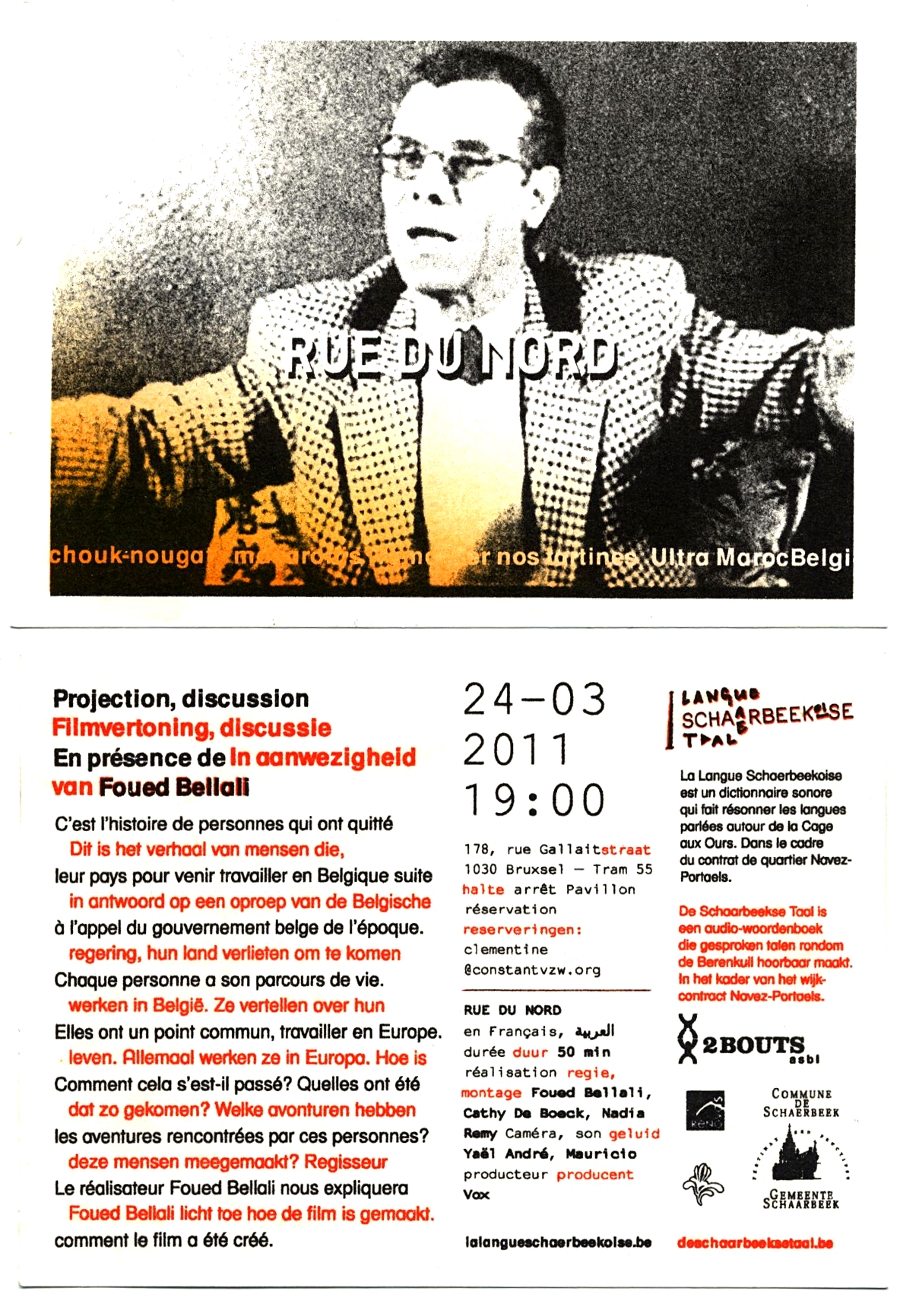 RUE DU NORD
chouk-nouga er nos tartines. Ultra MarocBelgi
Projection, discussion
Filmvertoning, discussie
En présence de In aanwezigheid
van Foued Bellali
C'est l'histoire de personnes qui ont quitté
Dit is het verhaal van mensen die,
leur pays pour venir travailler en Belgique suite
in antwoord op een oproep van de Belgische
à l'appel du gouvernement belge de l'époque.
regering, hun land verlieten om te komen
Chaque personne a son parcours de vie.
werken in België. Ze vertellen over hun
Elles ont un point commun, travailler en Europe.
leven. Allemaal werken ze in Europa. Hoe is
Comment cela s'est-il passé? Quelles ont été
dat zo gekomen? Welke avonturen hebben
les aventures rencontrées par ces personnes?
deze mensen meegemaakt? Regisseur
Le réalisateur Foued Bellali nous expliquera
Foued Bellali licht toe hoe de film is gemaakt.
comment le film a été créé.
24-03
2011
19:00
178, rue Gallaitstraat
1030 Bruxsel — Tram 55
halte arrêt Pavillon
réservation
reserveringen:
clementine
@constantvzw.org
RUE DU NORD
en Français, العربية
durée duur 50 min
réalisation regie,
montage Foued Bellali,
Cathy De Boeck, Nadia
Remy Caméra, son geluid
Yaël André, Mauricio
producteur producent
Vox
lalangueschaerbeekoise.be
LANGUE
SCHAARBEEKOISE
TAAL
La Langue Schaerbeekoise
est un dictionnaire sonore
qui fait résonner les langues
parlées autour de la Cage
aux Ours. Dans le cadre
du contrat de quartier Navez-
Portaels.
De Schaarbeekse Taal is
een audio-woordenboek
die gesproken talen rondom
de Berenkuil hoorbaar maakt.
In het kader van het wijk-
contract Navez-Portaels.
2BOUTS
asbl
RENO
COMMUNE
DE
SCHAERBEEK
GEMEENTE
SCHAARBEEK
deschaarbeeksetaal.be